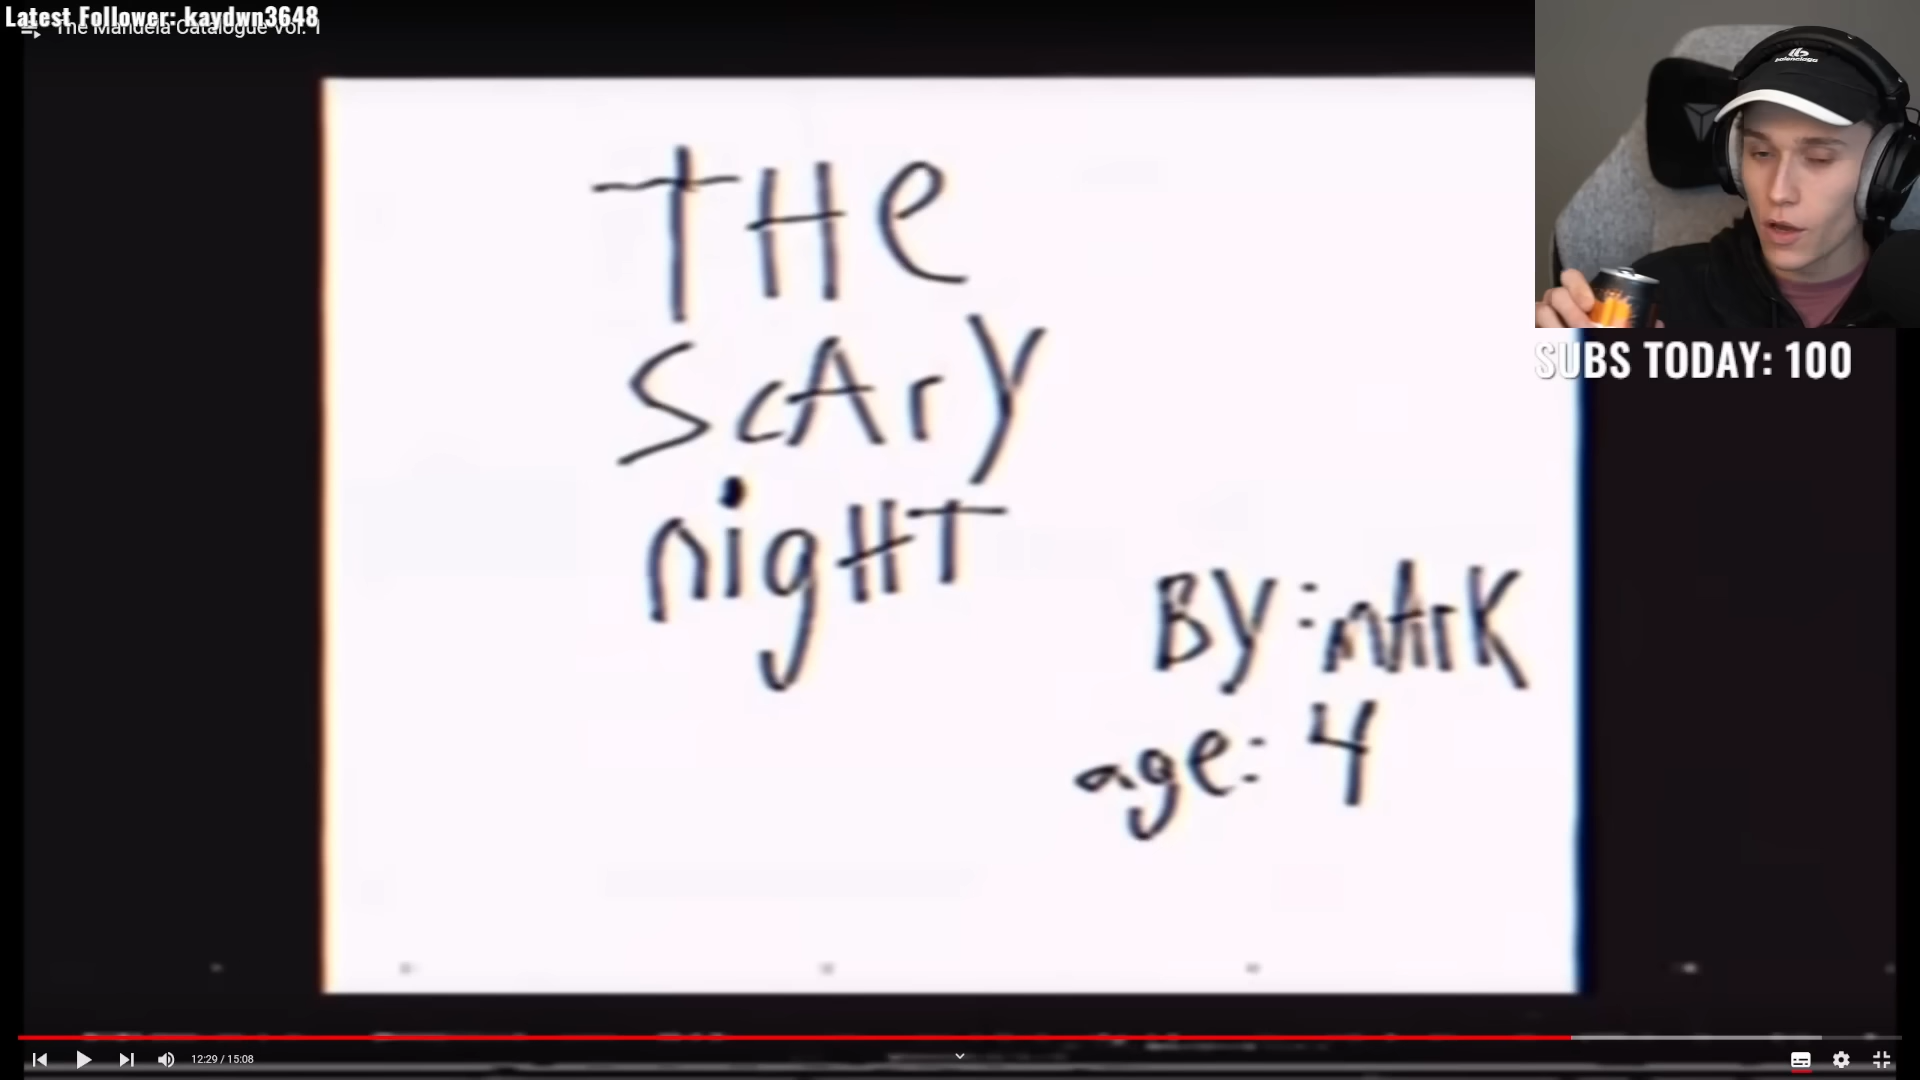 Latest Follower: kaydwn3648
The Mandela Catalogue Vol. 1
THe
ScArY
nigHT
BY:mArK
age: 4
SUBS TODAY: 100
12:29 / 15:08